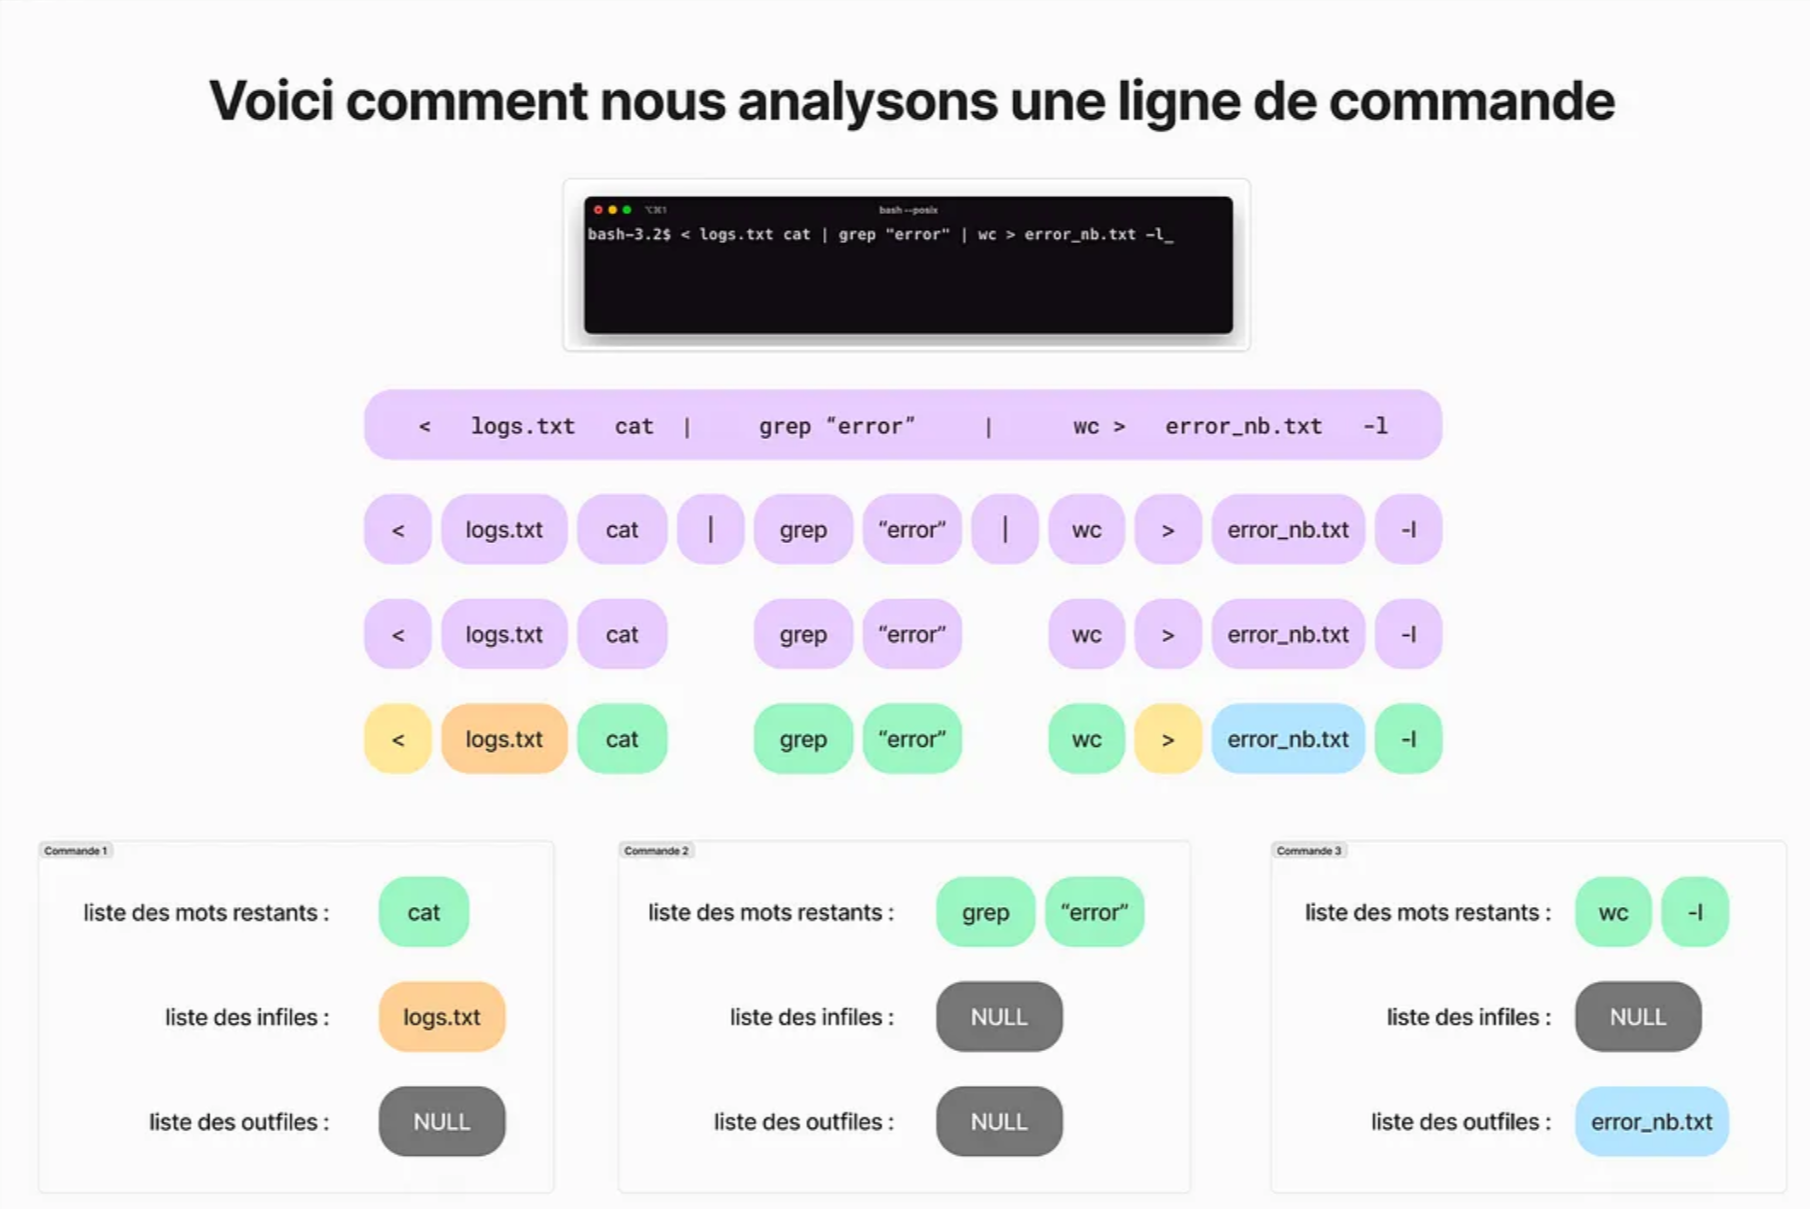 Voici comment nous analysons une ligne de commande
⌥⌘1 bash --posix
bash-3.2$ < logs.txt cat | grep "error" | wc > error_nb.txt -l_
< logs.txt cat | grep “error” | wc > error_nb.txt -l
< logs.txt cat | grep “error” | wc > error_nb.txt -l
< logs.txt cat grep “error” wc > error_nb.txt -l
< logs.txt cat grep “error” wc > error_nb.txt -l
Commande 1
liste des mots restants : cat
liste des infiles : logs.txt
liste des outfiles : NULL
Commande 2
liste des mots restants : grep “error”
liste des infiles : NULL
liste des outfiles : NULL
Commande 3
liste des mots restants : wc -l
liste des infiles : NULL
liste des outfiles : error_nb.txt